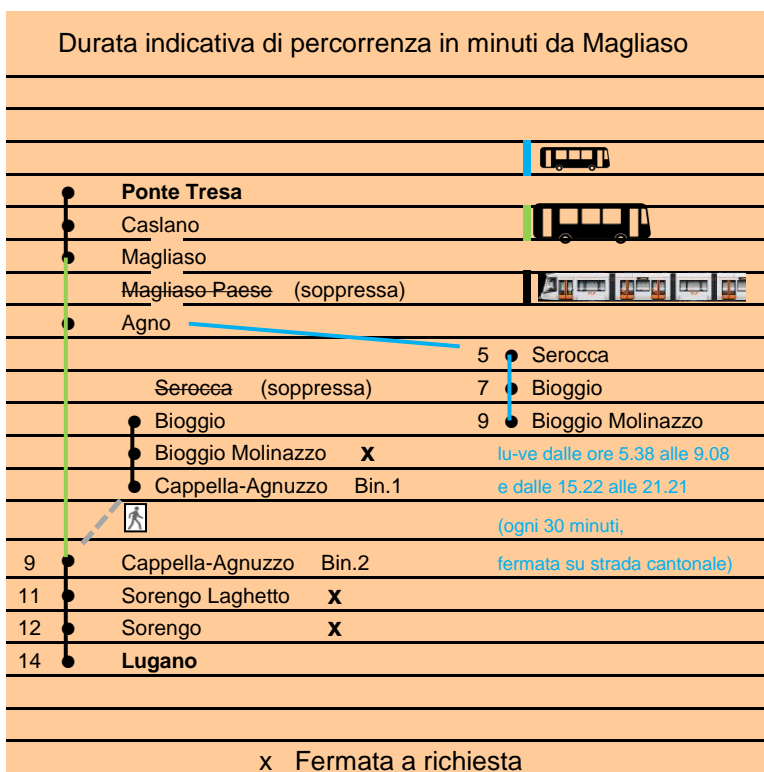 Durata indicativa di percorrenza in minuti da Magliaso
Ponte Tresa
Caslano
Magliaso
Magliaso Paese (soppressa)
Agno
5 Serocca
Serocca (soppressa) 7 Bioggio
Bioggio 9 Bioggio Molinazzo
Bioggio Molinazzo x lu-ve dalle ore 5.38 alle 9.08
Cappella-Agnuzzo Bin.1 e dalle 15.22 alle 21.21
(ogni 30 minuti,
9 Cappella-Agnuzzo Bin.2 fermata su strada cantonale)
11 Sorengo Laghetto x
12 Sorengo x
14 Lugano
x Fermata a richiesta